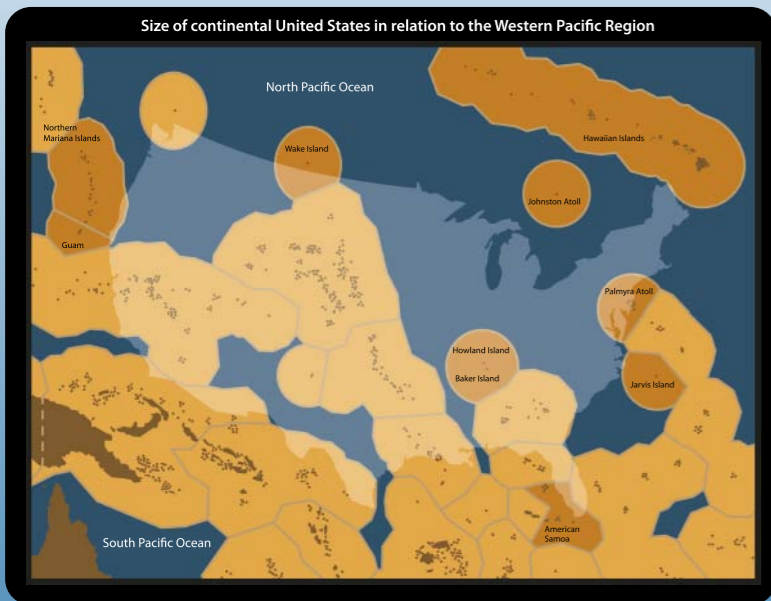 Size of continental United States in relation to the Western Pacific Region
North Pacific Ocean
Northern
Mariana Islands
Wake Island
Hawaiian Islands
Johnston Atoll
Guam
Palmyra Atoll
Howland Island
Baker Island
Jarvis Island
American
Samoa
South Pacific Ocean